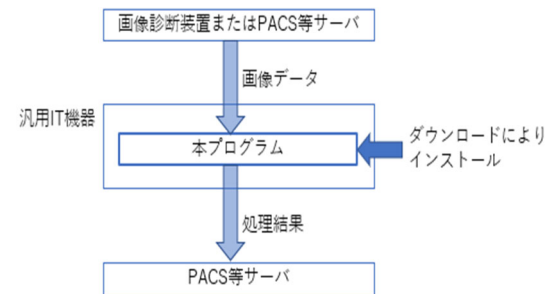 画像診断装置またはPACS等サーバ
画像データ
汎用IT機器
本プログラム
ダウンロードにより
インストール
処理結果
PACS等サーバ